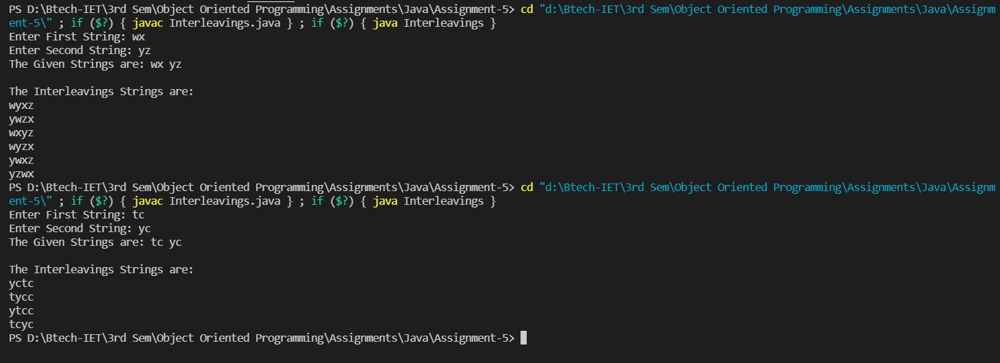 PS D:\Btech-IET\3rd Sem\Object Oriented Programming\Assignments\Java\Assignment-5> cd "d:\Btech-IET\3rd Sem\Object Oriented Programming\Assignments\Java\Assignm
ent-5\" ; if ($?) { javac Interleavings.java } ; if ($?) { java Interleavings }
Enter First String: wx
Enter Second String: yz
The Given Strings are: wx yz

The Interleavings Strings are:
wyxz
ywzx
wxyz
wyzx
ywxz
yzwx
PS D:\Btech-IET\3rd Sem\Object Oriented Programming\Assignments\Java\Assignment-5> cd "d:\Btech-IET\3rd Sem\Object Oriented Programming\Assignments\Java\Assignm
ent-5\" ; if ($?) { javac Interleavings.java } ; if ($?) { java Interleavings }
Enter First String: tc
Enter Second String: yc
The Given Strings are: tc yc

The Interleavings Strings are:
yctc
tycc
ytcc
tcyc
PS D:\Btech-IET\3rd Sem\Object Oriented Programming\Assignments\Java\Assignment-5>